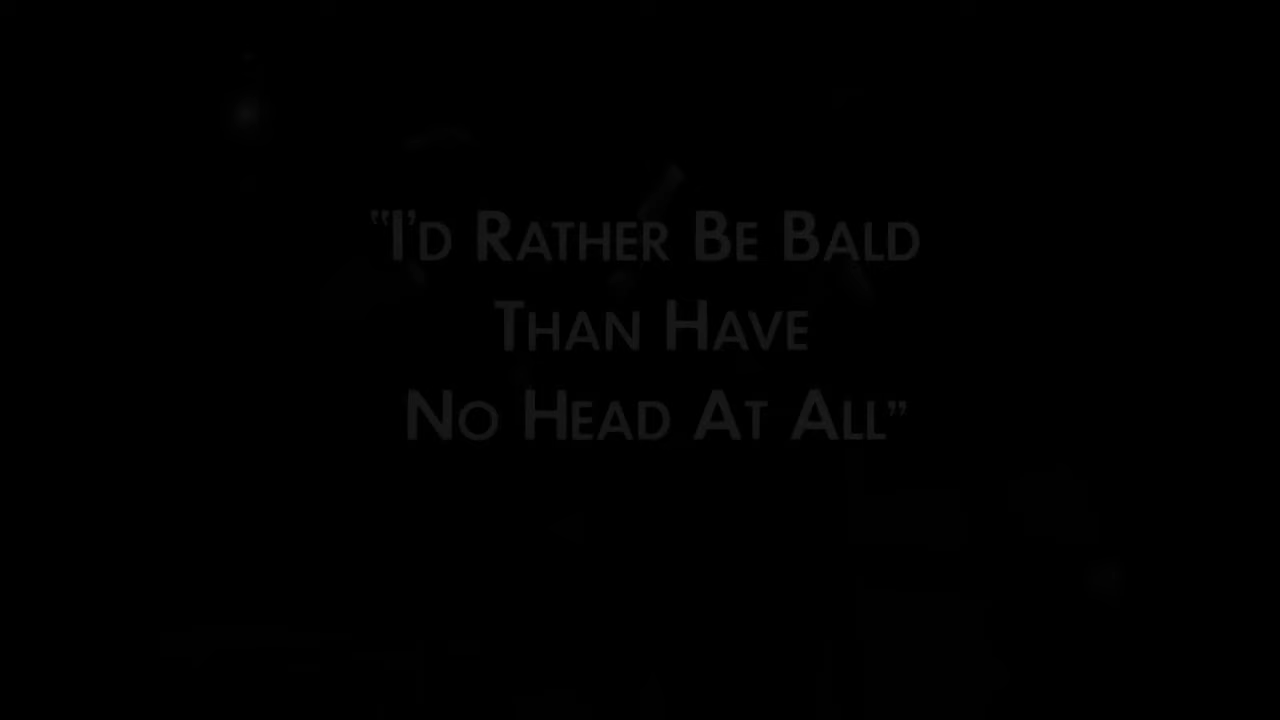 “I’d Rather Be Bald
Than Have
No Head At All”